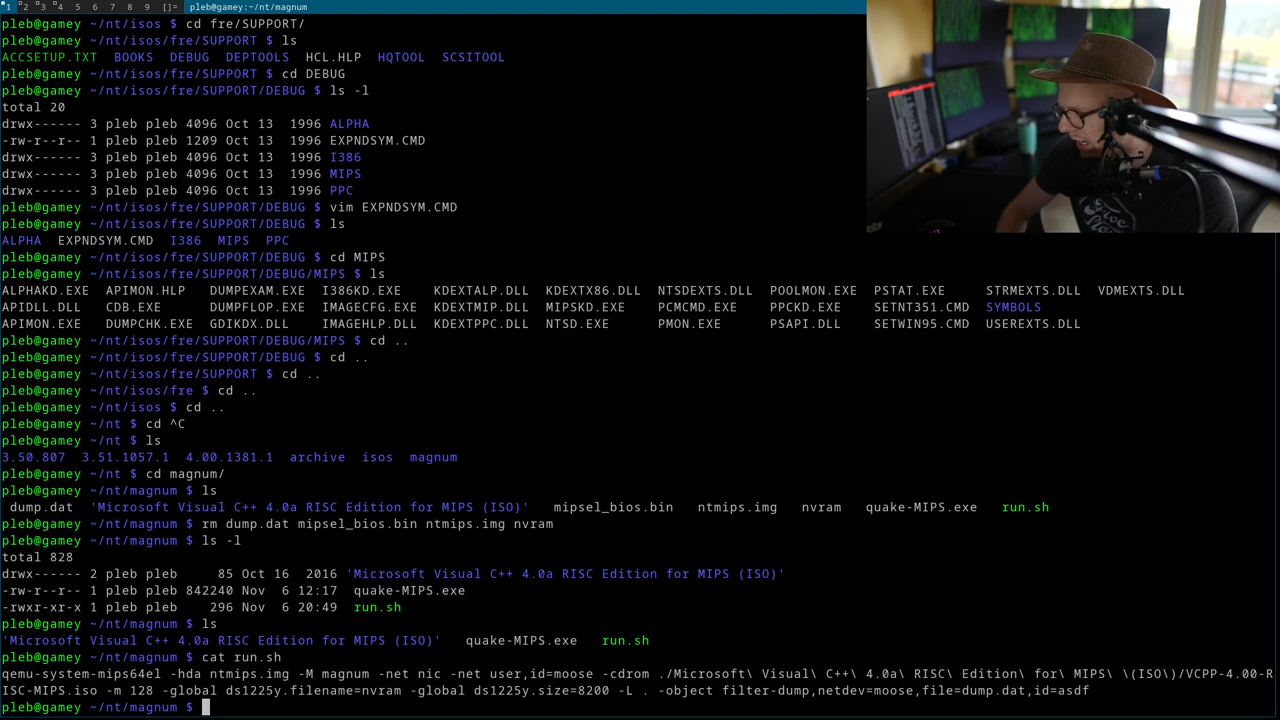 1 2 3 4 5 6 7 8 9 []= pleb@gamey:~/nt/magnum
pleb@gamey ~/nt/isos $ cd fre/SUPPORT/
pleb@gamey ~/nt/isos/fre/SUPPORT $ ls
ACCSETUP.TXT BOOKS DEBUG DEPTOOLS HCL.HLP HQTOOL SCSITOOL
pleb@gamey ~/nt/isos/fre/SUPPORT $ cd DEBUG
pleb@gamey ~/nt/isos/fre/SUPPORT/DEBUG $ ls -l
total 20
drwx------ 3 pleb pleb 4096 Oct 13 1996 ALPHA
-rw-r--r-- 1 pleb pleb 1209 Oct 13 1996 EXPNDSYM.CMD
drwx------ 3 pleb pleb 4096 Oct 13 1996 I386
drwx------ 3 pleb pleb 4096 Oct 13 1996 MIPS
drwx------ 3 pleb pleb 4096 Oct 13 1996 PPC
pleb@gamey ~/nt/isos/fre/SUPPORT/DEBUG $ vim EXPNDSYM.CMD
pleb@gamey ~/nt/isos/fre/SUPPORT/DEBUG $ ls
ALPHA EXPNDSYM.CMD I386 MIPS PPC
pleb@gamey ~/nt/isos/fre/SUPPORT/DEBUG $ cd MIPS
pleb@gamey ~/nt/isos/fre/SUPPORT/DEBUG/MIPS $ ls
ALPHAKD.EXE APIMON.HLP DUMPEXAM.EXE I386KD.EXE KDEXTALP.DLL KDEXTX86.DLL NTSDEXTS.DLL POOLMON.EXE PSTAT.EXE STRMEXTS.DLL VDMEXTS.DLL
APIDLL.DLL CDB.EXE DUMPFLOP.EXE IMAGECFG.EXE KDEXTMIP.DLL MIPSKD.EXE PCMCMD.EXE PPCKD.EXE SETNT351.CMD SYMBOLS
APIMON.EXE DUMPCHK.EXE GDIKDX.DLL IMAGEHLP.DLL KDEXTPPC.DLL NTSD.EXE PMON.EXE PSAPI.DLL SETWIN95.CMD USEREXTS.DLL
pleb@gamey ~/nt/isos/fre/SUPPORT/DEBUG/MIPS $ cd ..
pleb@gamey ~/nt/isos/fre/SUPPORT/DEBUG $ cd ..
pleb@gamey ~/nt/isos/fre/SUPPORT $ cd ..
pleb@gamey ~/nt/isos/fre $ cd ..
pleb@gamey ~/nt/isos $ cd ..
pleb@gamey ~/nt $ cd ^C
pleb@gamey ~/nt $ ls
3.50.807 3.51.1057.1 4.00.1381.1 archive isos magnum
pleb@gamey ~/nt $ cd magnum/
pleb@gamey ~/nt/magnum $ ls
dump.dat 'Microsoft Visual C++ 4.0a RISC Edition for MIPS (ISO)' mipsel_bios.bin ntmips.img nvram quake-MIPS.exe run.sh
pleb@gamey ~/nt/magnum $ rm dump.dat mipsel_bios.bin ntmips.img nvram
pleb@gamey ~/nt/magnum $ ls -l
total 828
drwx------ 2 pleb pleb 85 Oct 16 2016 'Microsoft Visual C++ 4.0a RISC Edition for MIPS (ISO)'
-rw-r--r-- 1 pleb pleb 842240 Nov 6 12:17 quake-MIPS.exe
-rwxr-xr-x 1 pleb pleb 296 Nov 6 20:49 run.sh
pleb@gamey ~/nt/magnum $ ls
'Microsoft Visual C++ 4.0a RISC Edition for MIPS (ISO)' quake-MIPS.exe run.sh
pleb@gamey ~/nt/magnum $ cat run.sh
qemu-system-mips64el -hda ntmips.img -M magnum -net nic -net user,id=moose -cdrom ./Microsoft\ Visual\ C++\ 4.0a\ RISC\ Edition\ for\ MIPS\ \(ISO\)/VCPP-4.00-R
ISC-MIPS.iso -m 128 -global ds1225y.filename=nvram -global ds1225y.size=8200 -L . -object filter-dump,netdev=moose,file=dump.dat,id=asdf
pleb@gamey ~/nt/magnum $